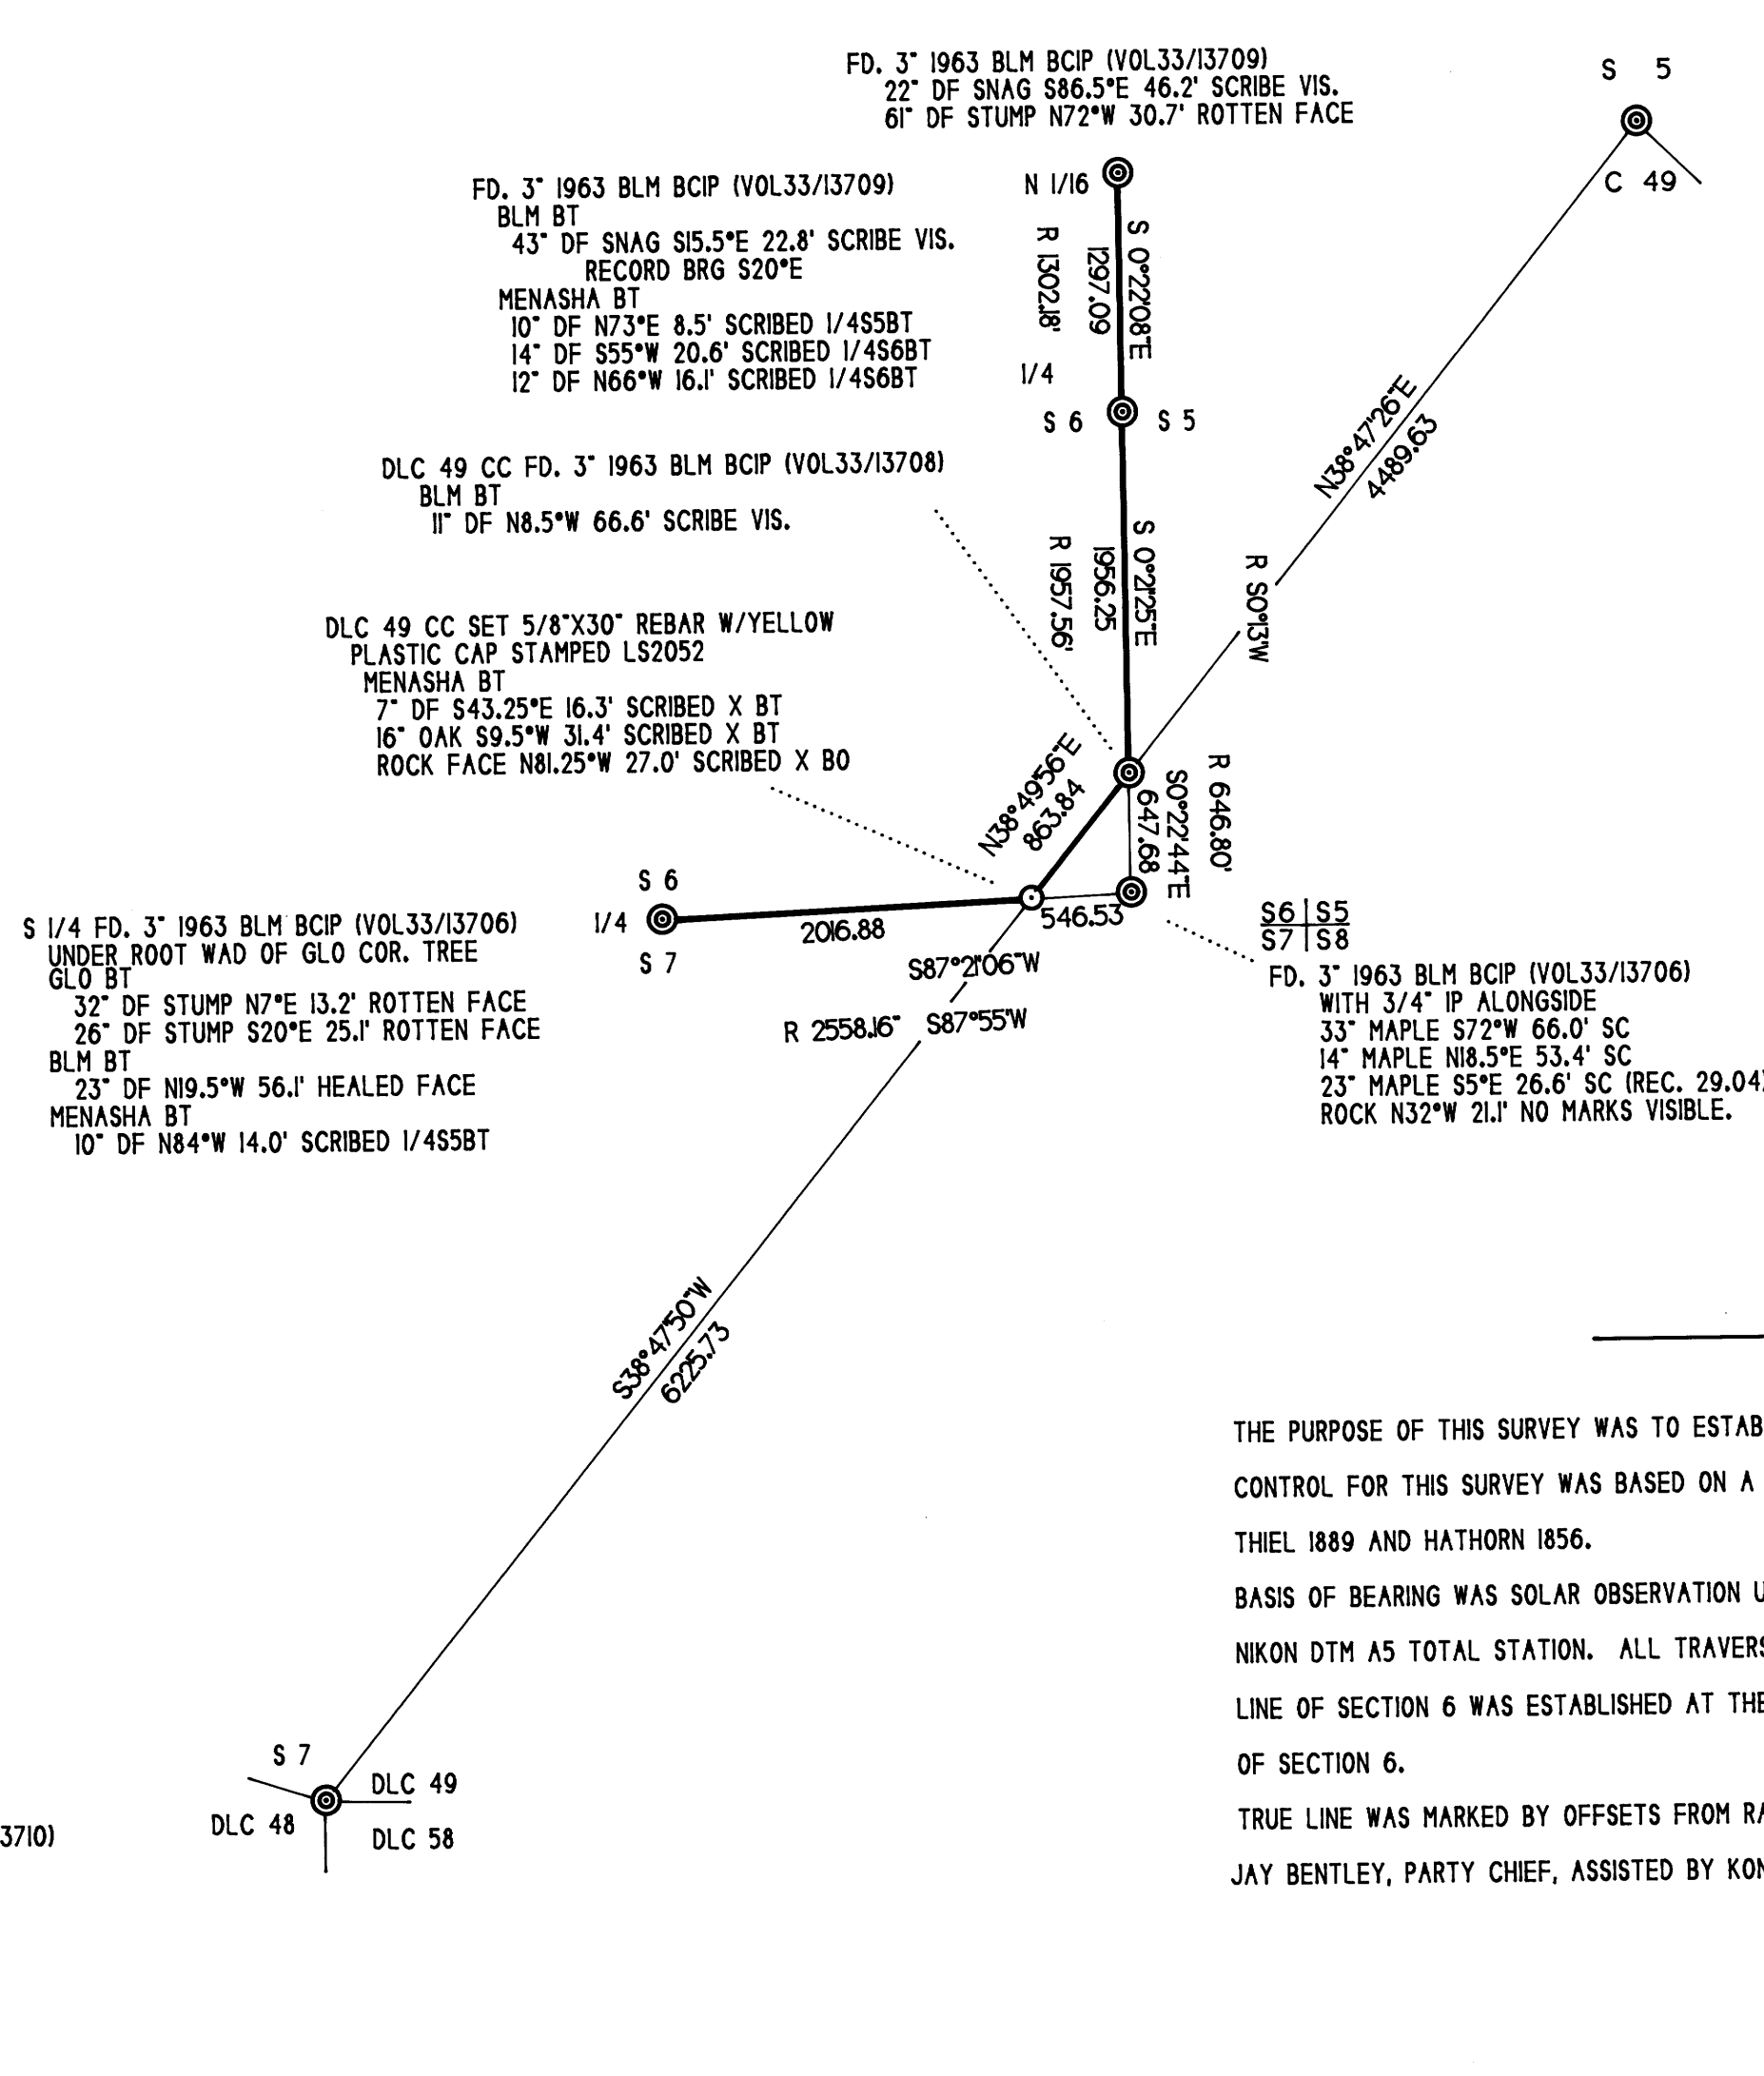 FD. 3" 1963 BLM BCIP (VOL33/13709)
22" DF SNAG S86.5°E 46.2' SCRIBE VIS.
61" DF STUMP N72°W 30.7' ROTTEN FACE
S 5
C 49
N 1/16
FD. 3" 1963 BLM BCIP (VOL33/13709)
BLM BT
43" DF SNAG S15.5°E 22.8' SCRIBE VIS.
RECORD BRG S20°E
MENASHA BT
10" DF N73°E 8.5' SCRIBED 1/4S5BT
14" DF S55°W 20.6' SCRIBED 1/4S6BT
12" DF N66°W 16.1' SCRIBED 1/4S6BT
S 0°22'08"E
1297.09
R 1302.18'
1/4
S 6
S 5
N38°47'26"E
4489.63
DLC 49 CC FD. 3" 1963 BLM BCIP (VOL33/13708)
BLM BT
11" DF N8.5°W 66.6' SCRIBE VIS.
S 0°21'25"E
1956.25
R 1957.56'
R S0°13'W
DLC 49 CC SET 5/8"X30" REBAR W/YELLOW
PLASTIC CAP STAMPED LS2052
MENASHA BT
7" DF S43.25°E 16.3' SCRIBED X BT
16" OAK S9.5°W 31.4' SCRIBED X BT
ROCK FACE N81.25°W 27.0' SCRIBED X BO
N38°49'56"E
863.84
R 646.80'
S0°22'44"E
647.68
S 6
1/4
S 7
2016.88
546.53
S87°21'06"W
R 2558.16" S87°55'W
S 1/4 FD. 3" 1963 BLM BCIP (VOL33/13706)
UNDER ROOT WAD OF GLO COR. TREE
GLO BT
32" DF STUMP N7°E 13.2' ROTTEN FACE
26" DF STUMP S20°E 25.1' ROTTEN FACE
BLM BT
23" DF N19.5°W 56.1' HEALED FACE
MENASHA BT
10" DF N84°W 14.0' SCRIBED 1/4S5BT
S6 S5
S7 S8
FD. 3" 1963 BLM BCIP (VOL33/13706)
WITH 3/4" IP ALONGSIDE
33" MAPLE S72°W 66.0' SC
14" MAPLE N18.5°E 53.4' SC
23" MAPLE S5°E 26.6' SC (REC. 29.04)
ROCK N32°W 21.1' NO MARKS VISIBLE.
S38°47'50"W
6225.73
THE PURPOSE OF THIS SURVEY WAS TO ESTAB
CONTROL FOR THIS SURVEY WAS BASED ON A
THIEL 1889 AND HATHORN 1856.
BASIS OF BEARING WAS SOLAR OBSERVATION U
NIKON DTM A5 TOTAL STATION. ALL TRAVERS
LINE OF SECTION 6 WAS ESTABLISHED AT THE
OF SECTION 6.
TRUE LINE WAS MARKED BY OFFSETS FROM RA
JAY BENTLEY, PARTY CHIEF, ASSISTED BY KON
S 7
DLC 49
DLC 48
DLC 58
3710)